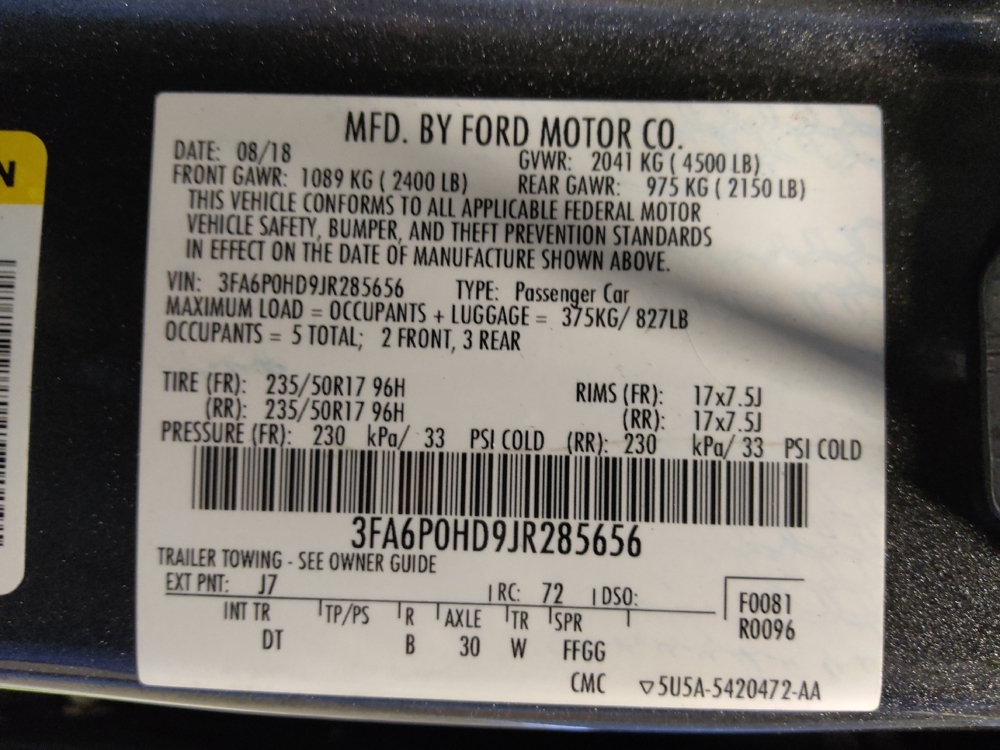 MFD. BY FORD MOTOR CO.
DATE: 08/18 GVWR: 2041 KG ( 4500 LB)
FRONT GAWR: 1089 KG ( 2400 LB) REAR GAWR: 975 KG ( 2150 LB)
THIS VEHICLE CONFORMS TO ALL APPLICABLE FEDERAL MOTOR
VEHICLE SAFETY, BUMPER, AND THEFT PREVENTION STANDARDS
IN EFFECT ON THE DATE OF MANUFACTURE SHOWN ABOVE.
VIN: 3FA6P0HD9JR285656 TYPE: Passenger Car
MAXIMUM LOAD = OCCUPANTS + LUGGAGE = 375KG/ 827LB
OCCUPANTS = 5 TOTAL; 2 FRONT, 3 REAR
TIRE (FR): 235/50R17 96H RIMS (FR): 17x7.5J
(RR): 235/50R17 96H (RR): 17x7.5J
PRESSURE (FR): 230 kPa/ 33 PSI COLD (RR): 230 kPa/ 33 PSI COLD
3FA6P0HD9JR285656
TRAILER TOWING - SEE OWNER GUIDE
EXT PNT: J7 RC: 72 DSO: F0081
R0096
INT TR TP/PS R AXLE TR SPR
DT B 30 W FFGG
CMC ▽5U5A-5420472-AA
N